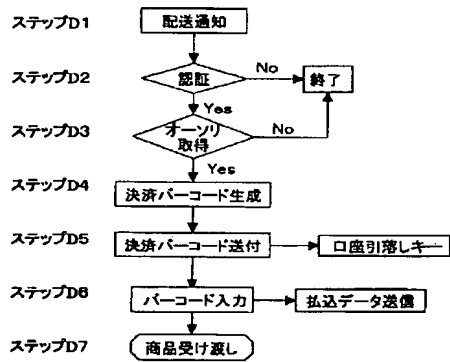 ステップD1
配送通知
ステップD2
認証
No
終了
Yes
ステップD3
オーソリ
取得
No
Yes
ステップD4
決済バーコード生成
ステップD5
決済バーコード送付
口座引落しキー
ステップD6
バーコード入力
払込データ送信
ステップD7
商品受け渡し